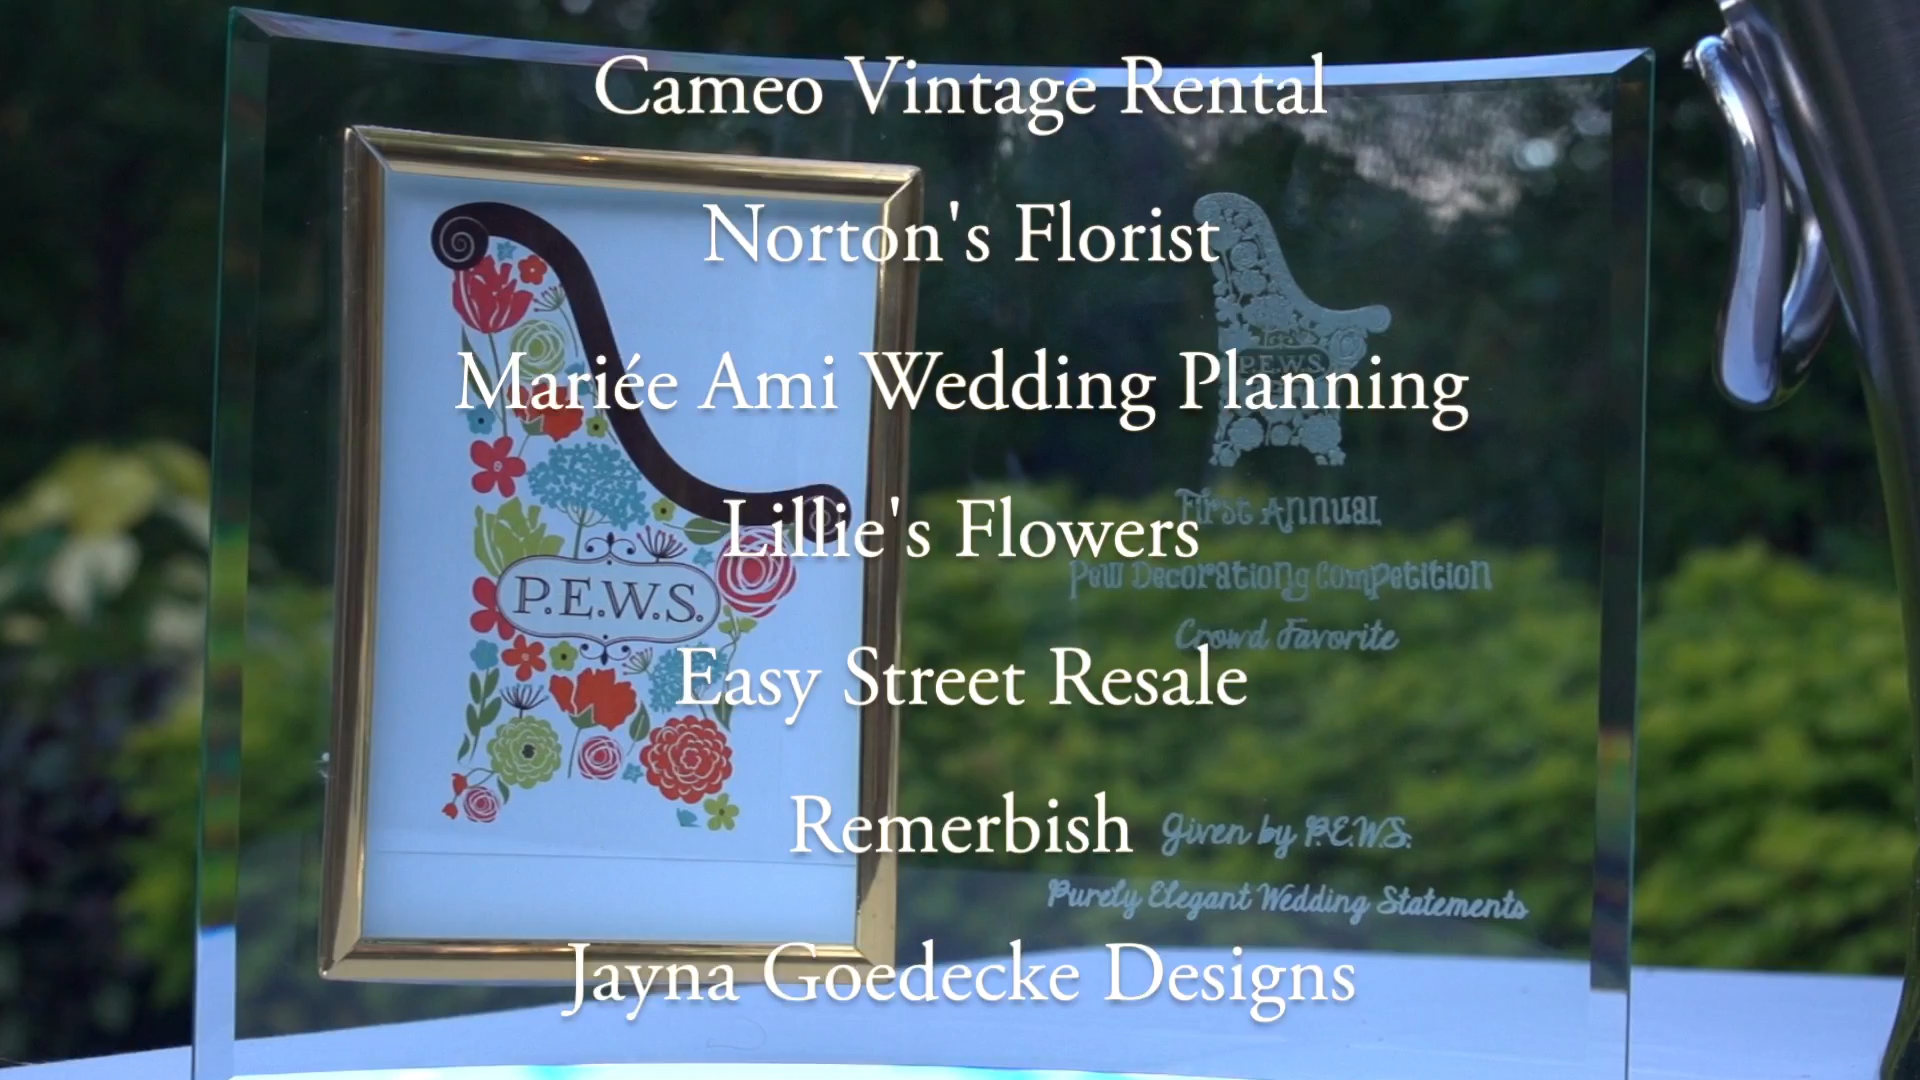 Cameo Vintage Rental
Norton's Florist
Mariée Ami Wedding Planning
Lillie's Flowers
Easy Street Resale
Remerbish
Jayna Goedecke Designs
P.E.W.S.
P.E.W.S.
First Annual
Pew Decorating Competition
Crowd Favorite
Given by P.E.W.S.
Purely Elegant Wedding Statements